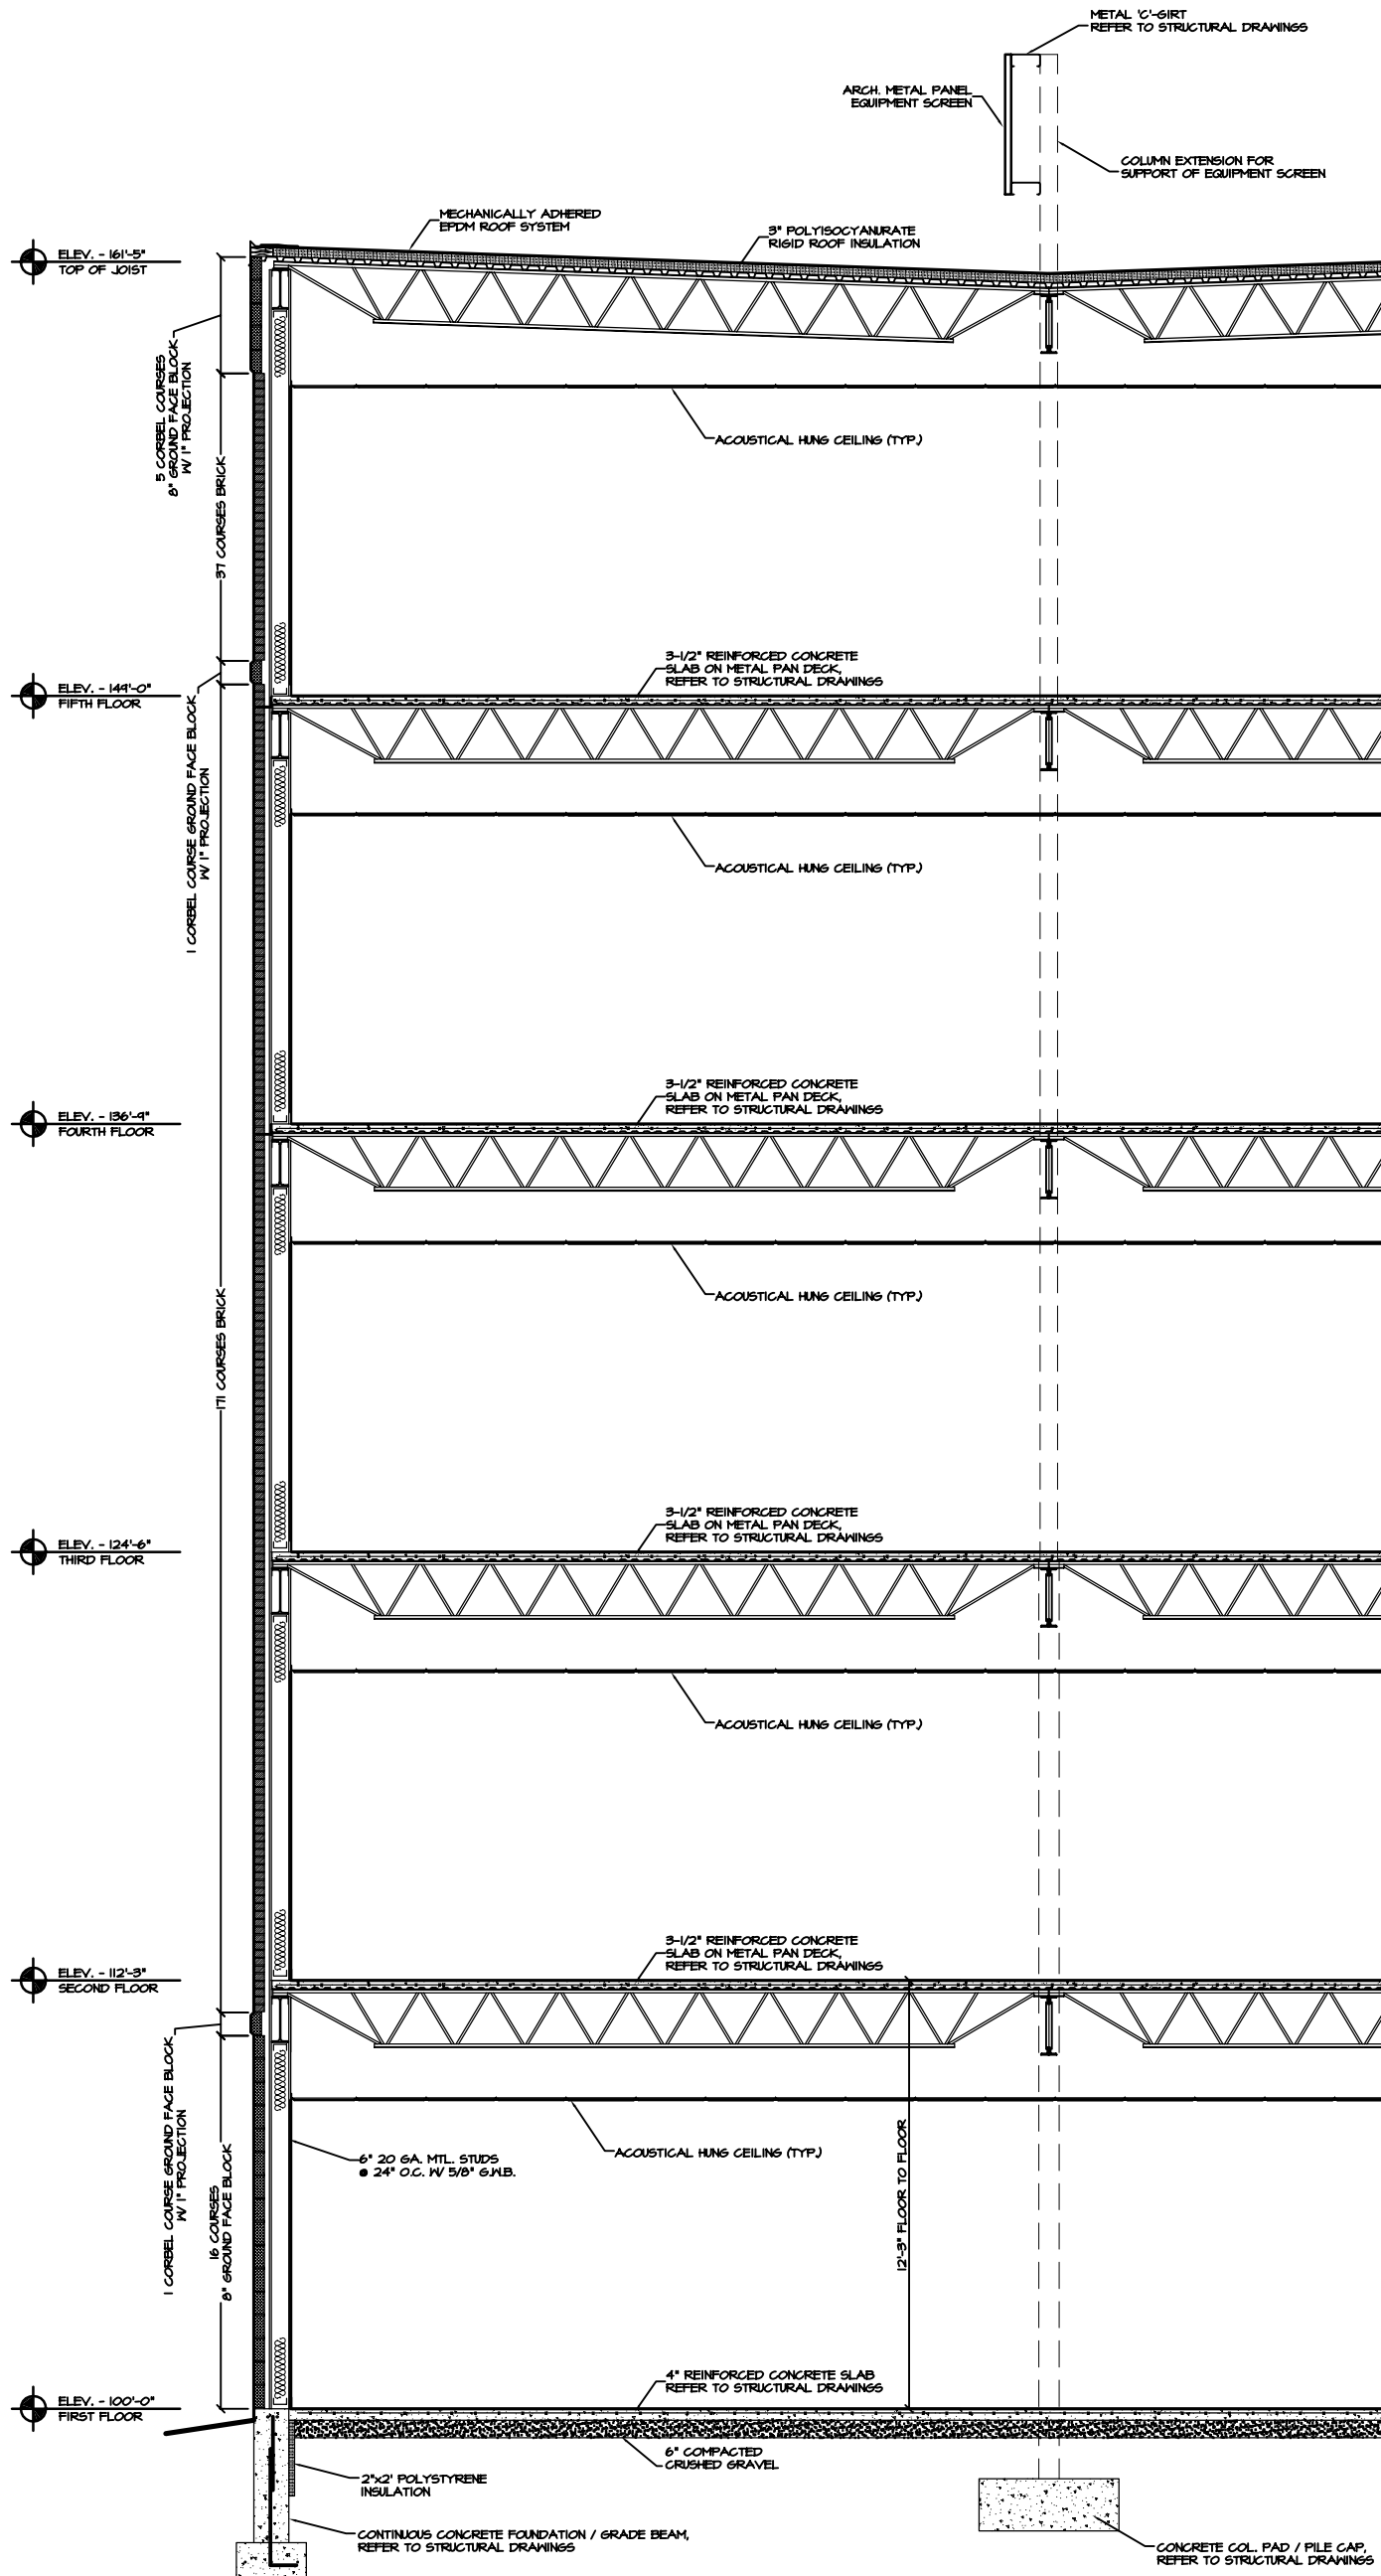 METAL 'C'-GIRT
REFER TO STRUCTURAL DRAWINGS
ARCH. METAL PANEL
EQUIPMENT SCREEN
COLUMN EXTENSION FOR
SUPPORT OF EQUIPMENT SCREEN
MECHANICALLY ADHERED
EPDM ROOF SYSTEM
3" POLYISOCYANURATE
RIGID ROOF INSULATION
ELEV. - 161'-5"
TOP OF JOIST
5 CORBEL COURSES
8" GROUND FACE BLOCK
W/ 1" PROJECTION
ACOUSTICAL HUNG CEILING (TYP.)
37 COURSES BRICK
3-1/2" REINFORCED CONCRETE
SLAB ON METAL PAN DECK,
REFER TO STRUCTURAL DRAWINGS
ELEV. - 149'-0"
FIFTH FLOOR
1 CORBEL COURSE GROUND FACE BLOCK
W/ 1" PROJECTION
ACOUSTICAL HUNG CEILING (TYP.)
3-1/2" REINFORCED CONCRETE
SLAB ON METAL PAN DECK,
REFER TO STRUCTURAL DRAWINGS
ELEV. - 136'-9"
FOURTH FLOOR
ACOUSTICAL HUNG CEILING (TYP.)
171 COURSES BRICK
3-1/2" REINFORCED CONCRETE
SLAB ON METAL PAN DECK,
REFER TO STRUCTURAL DRAWINGS
ELEV. - 124'-6"
THIRD FLOOR
ACOUSTICAL HUNG CEILING (TYP.)
3-1/2" REINFORCED CONCRETE
SLAB ON METAL PAN DECK,
REFER TO STRUCTURAL DRAWINGS
ELEV. - 112'-3"
SECOND FLOOR
1 CORBEL COURSE GROUND FACE BLOCK
W/ 1" PROJECTION
16 COURSES
8" GROUND FACE BLOCK
6" 20 GA. MTL. STUDS
@ 24" O.C. W/ 5/8" G.W.B.
ACOUSTICAL HUNG CEILING (TYP.)
12'-3" FLOOR TO FLOOR
4" REINFORCED CONCRETE SLAB
REFER TO STRUCTURAL DRAWINGS
ELEV. - 100'-0"
FIRST FLOOR
6" COMPACTED
CRUSHED GRAVEL
2"x2' POLYSTYRENE
INSULATION
CONTINUOUS CONCRETE FOUNDATION / GRADE BEAM,
REFER TO STRUCTURAL DRAWINGS
CONCRETE COL. PAD / PILE CAP,
REFER TO STRUCTURAL DRAWINGS